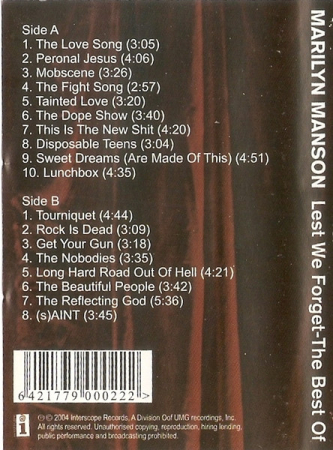 Side A
1. The Love Song (3:05)
2. Peronal Jesus (4:06)
3. Mobscene (3:26)
4. The Fight Song (2:57)
5. Tainted Love (3:20)
6. The Dope Show (3:40)
7. This Is The New Shit (4:20)
8. Disposable Teens (3:04)
9. Sweet Dreams (Are Made Of This) (4:51)
10. Lunchbox (4:35)
Side B
1. Tourniquet (4:44)
2. Rock Is Dead (3:09)
3. Get Your Gun (3:18)
4. The Nobodies (3:35)
5. Long Hard Road Out Of Hell (4:21)
6. The Beautiful People (3:42)
7. The Reflecting God (5:36)
8. (s)AINT (3:45)
6421779000222>
i
℗© 2004 Interscope Records, A Division Oof UMG recordings, Inc.
All rights reserved. Unauthorised copying, reproduction, hiring lending,
public performance and broadcasting prohibited.
MARILYN MANSON Lest We Forget-The Best Of